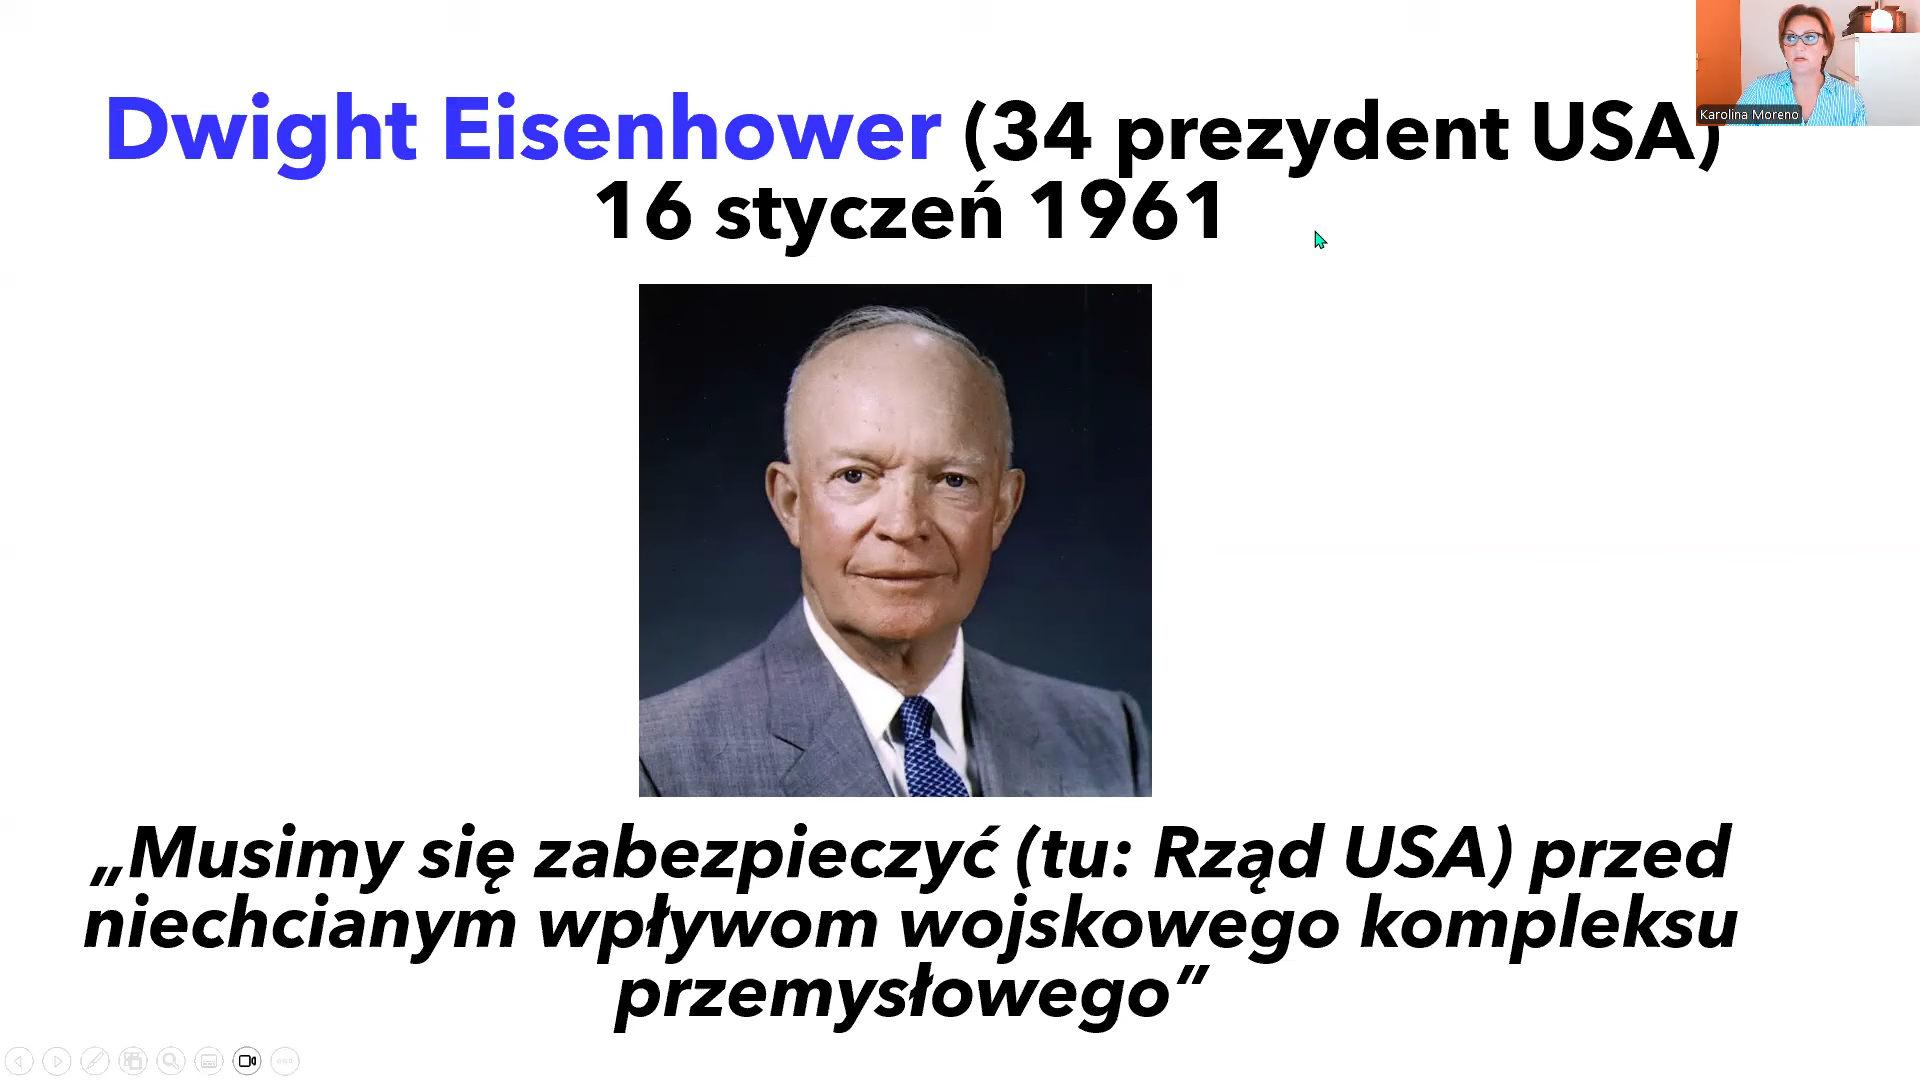 Karolina Moreno
Dwight Eisenhower (34 prezydent USA)
16 styczeń 1961
„Musimy się zabezpieczyć (tu: Rząd USA) przed
niechcianym wpływom wojskowego kompleksu
przemysłowego”